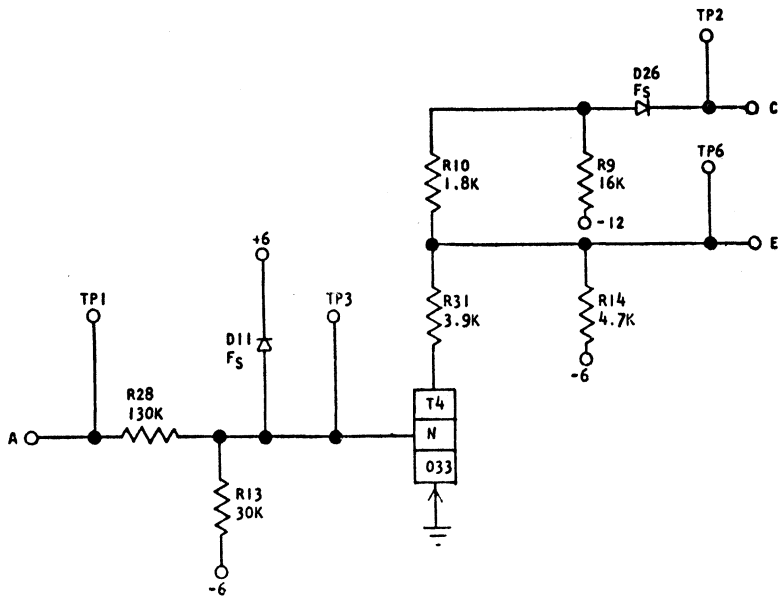 TP2
D26
FS
C
TP6
R10
1.8K
R9
16K
-12
+6
E
TP1
TP3
R31
3.9K
R14
4.7K
D11
FS
-6
R28
130K
T4
A
N
033
R13
30K
-6